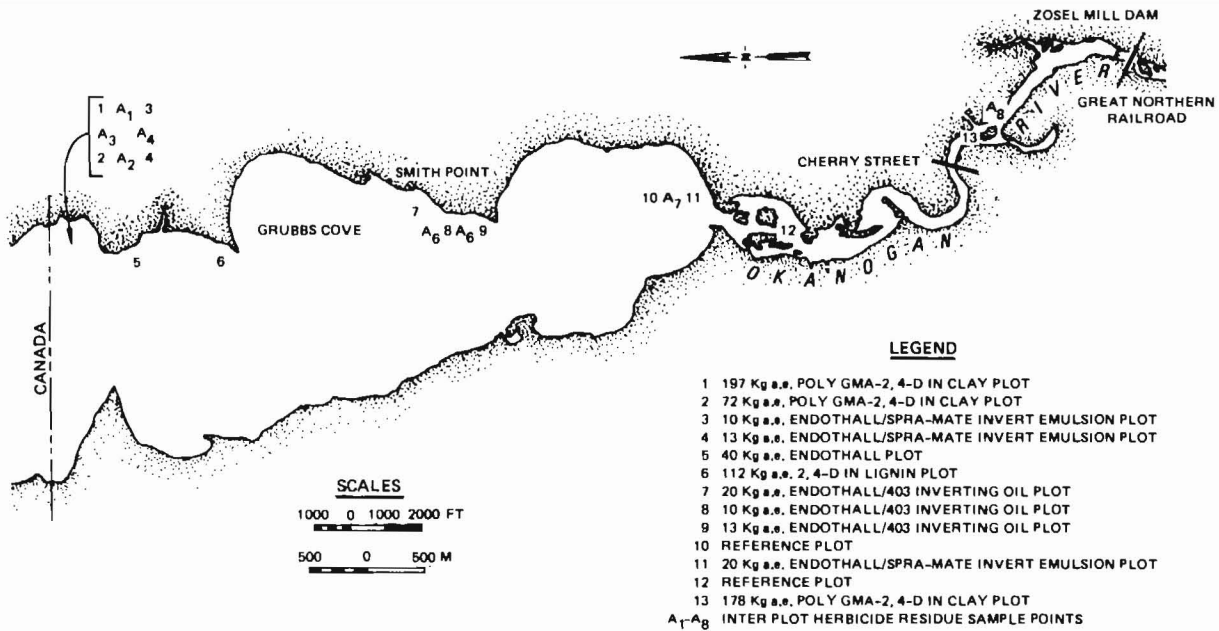 ZOSEL MILL DAM
GREAT NORTHERN
RAILROAD
RIVER
A8
13
CHERRY STREET
1 A1 3
A3 A4
2 A2 4
SMITH POINT
7
A6 8 A6 9
10 A7 11
12
GRUBBS COVE
5
6
OKANOGAN
CANADA
SCALES
1000 0 1000 2000 FT
500 0 500 M
LEGEND
1 197 Kg a.e. POLY GMA-2, 4-D IN CLAY PLOT
2 72 Kg a.e. POLY GMA-2, 4-D IN CLAY PLOT
3 10 Kg a.e. ENDOTHALL/SPRA-MATE INVERT EMULSION PLOT
4 13 Kg a.e. ENDOTHALL/SPRA-MATE INVERT EMULSION PLOT
5 40 Kg a.e. ENDOTHALL PLOT
6 112 Kg a.e. 2, 4-D IN LIGNIN PLOT
7 20 Kg a.e. ENDOTHALL/403 INVERTING OIL PLOT
8 10 Kg a.e. ENDOTHALL/403 INVERTING OIL PLOT
9 13 Kg a.e. ENDOTHALL/403 INVERTING OIL PLOT
10 REFERENCE PLOT
11 20 Kg a.e. ENDOTHALL/SPRA-MATE INVERT EMULSION PLOT
12 REFERENCE PLOT
13 178 Kg a.e. POLY GMA-2, 4-D IN CLAY PLOT
A1-A8 INTER PLOT HERBICIDE RESIDUE SAMPLE POINTS